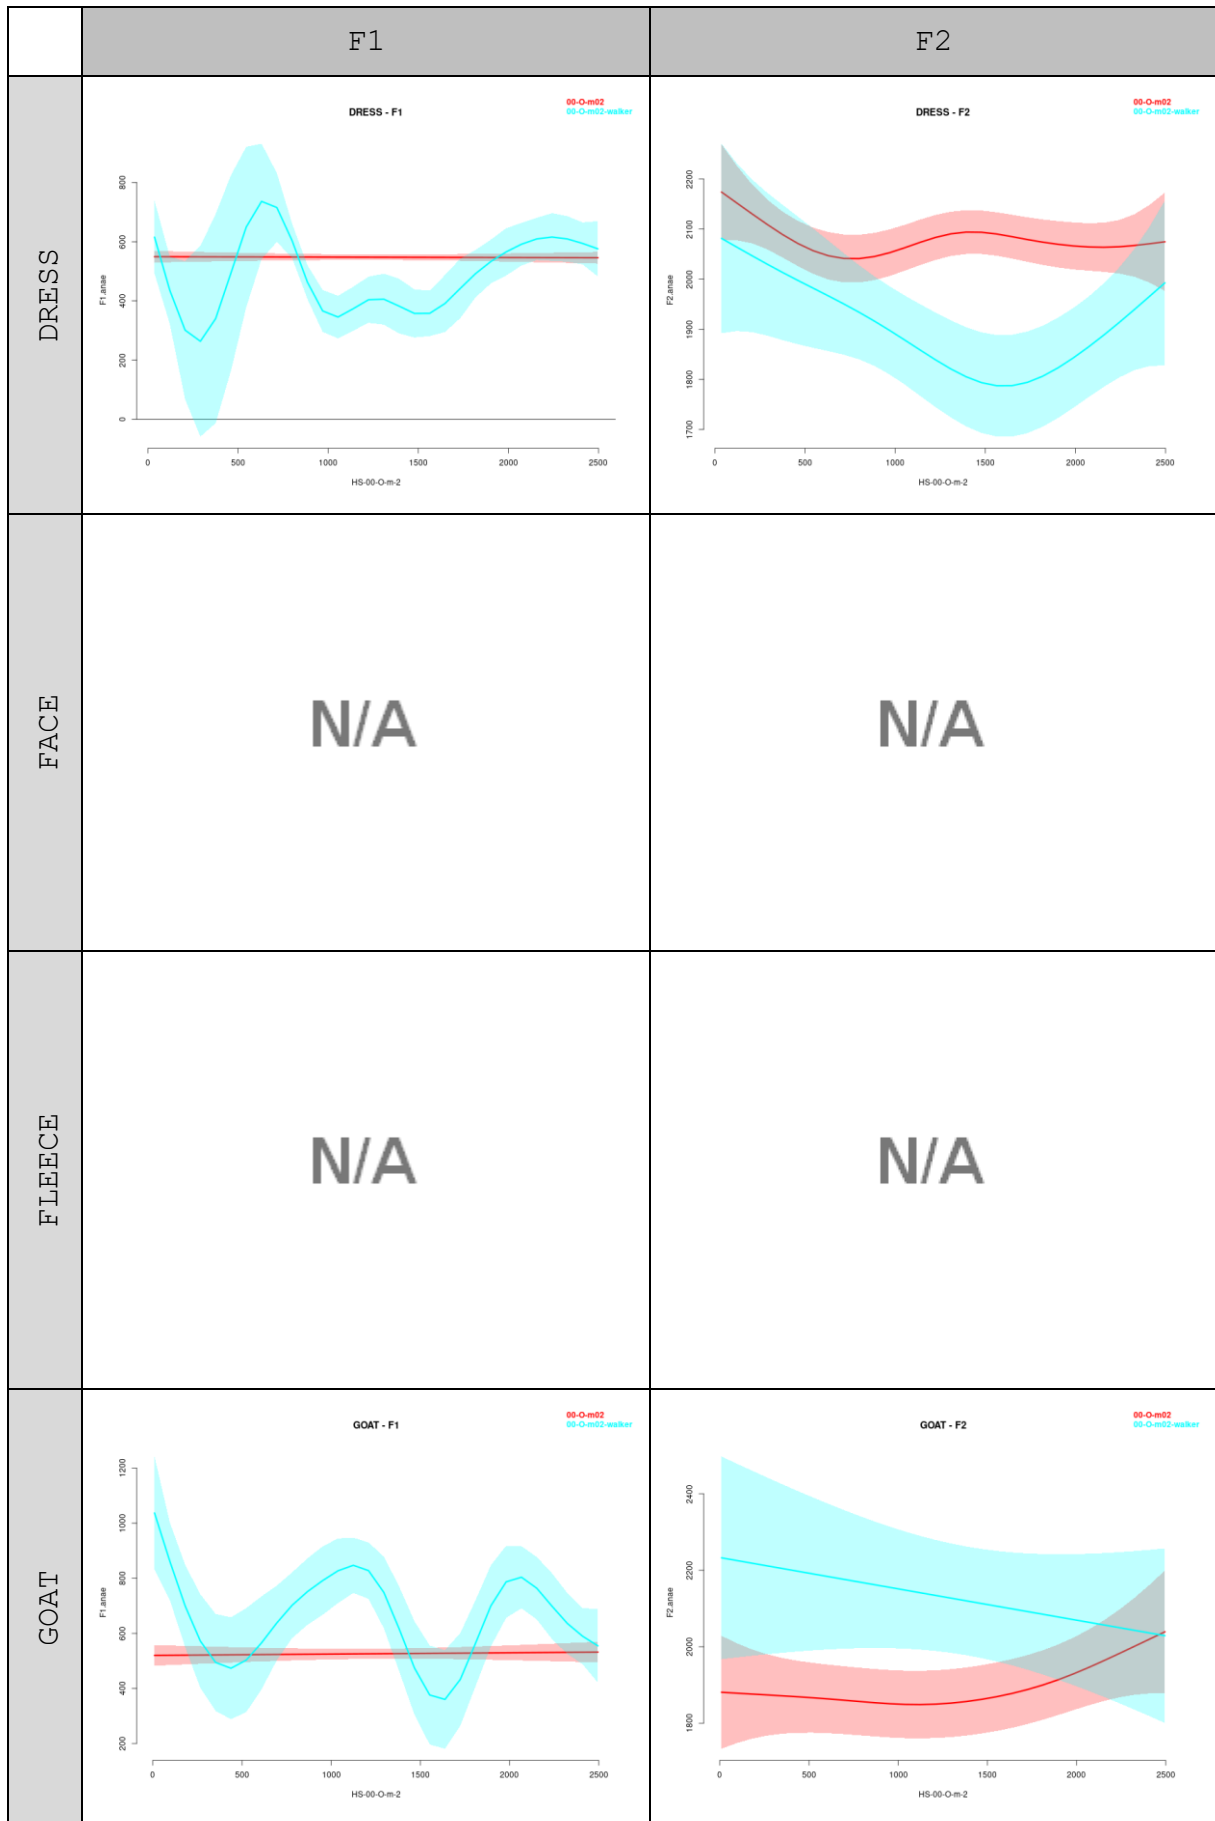 F1 F2
DRESS
DRESS - F1
00-O-m02
00-O-m02-walker
F1.anae
800
600
400
200
0
0 500 1000 1500 2000 2500
HS-00-O-m-2
DRESS - F2
00-O-m02
00-O-m02-walker
F2.anae
2200
2100
2000
1900
1800
1700
0 500 1000 1500 2000 2500
HS-00-O-m-2
FACE
N/A N/A
FLEECE
N/A N/A
GOAT
GOAT - F1
00-O-m02
00-O-m02-walker
F1.anae
1200
1000
800
600
400
200
0 500 1000 1500 2000 2500
HS-00-O-m-2
GOAT - F2
00-O-m02
00-O-m02-walker
F2.anae
2400
2200
2000
1800
0 500 1000 1500 2000 2500
HS-00-O-m-2